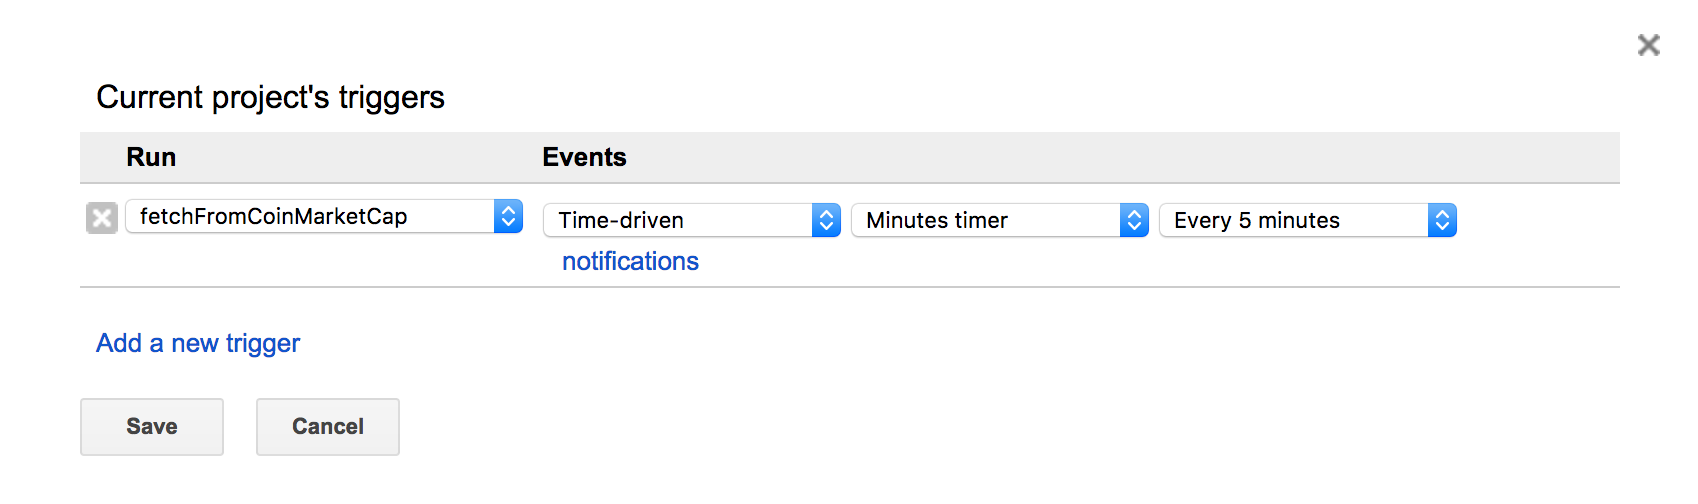 Current project's triggers
Run Events
fetchFromCoinMarketCap Time-driven Minutes timer Every 5 minutes
notifications
Add a new trigger
Save Cancel